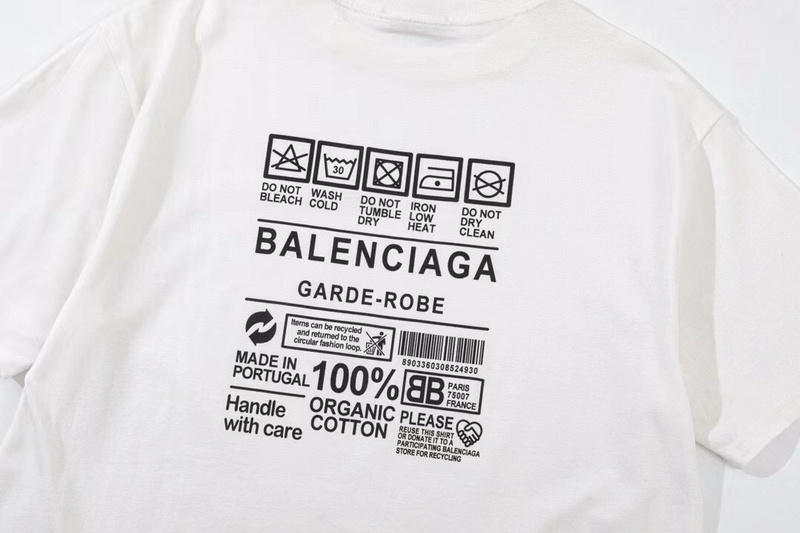 30
DO NOT
BLEACH
WASH
COLD
DO NOT
TUMBLE
DRY
IRON
LOW
HEAT
DO NOT
DRY
CLEAN
BALENCIAGA
GARDE-ROBE
Items can be recycled
and returned to the
circular fashion loop.
8903360308524930
MADE IN
PORTUGAL
100%
ORGANIC
COTTON
BB
PARIS
75007
FRANCE
Handle
with care
PLEASE
REUSE THIS SHIRT
OR DONATE IT TO A
PARTICIPATING BALENCIAGA
STORE FOR RECYCLING